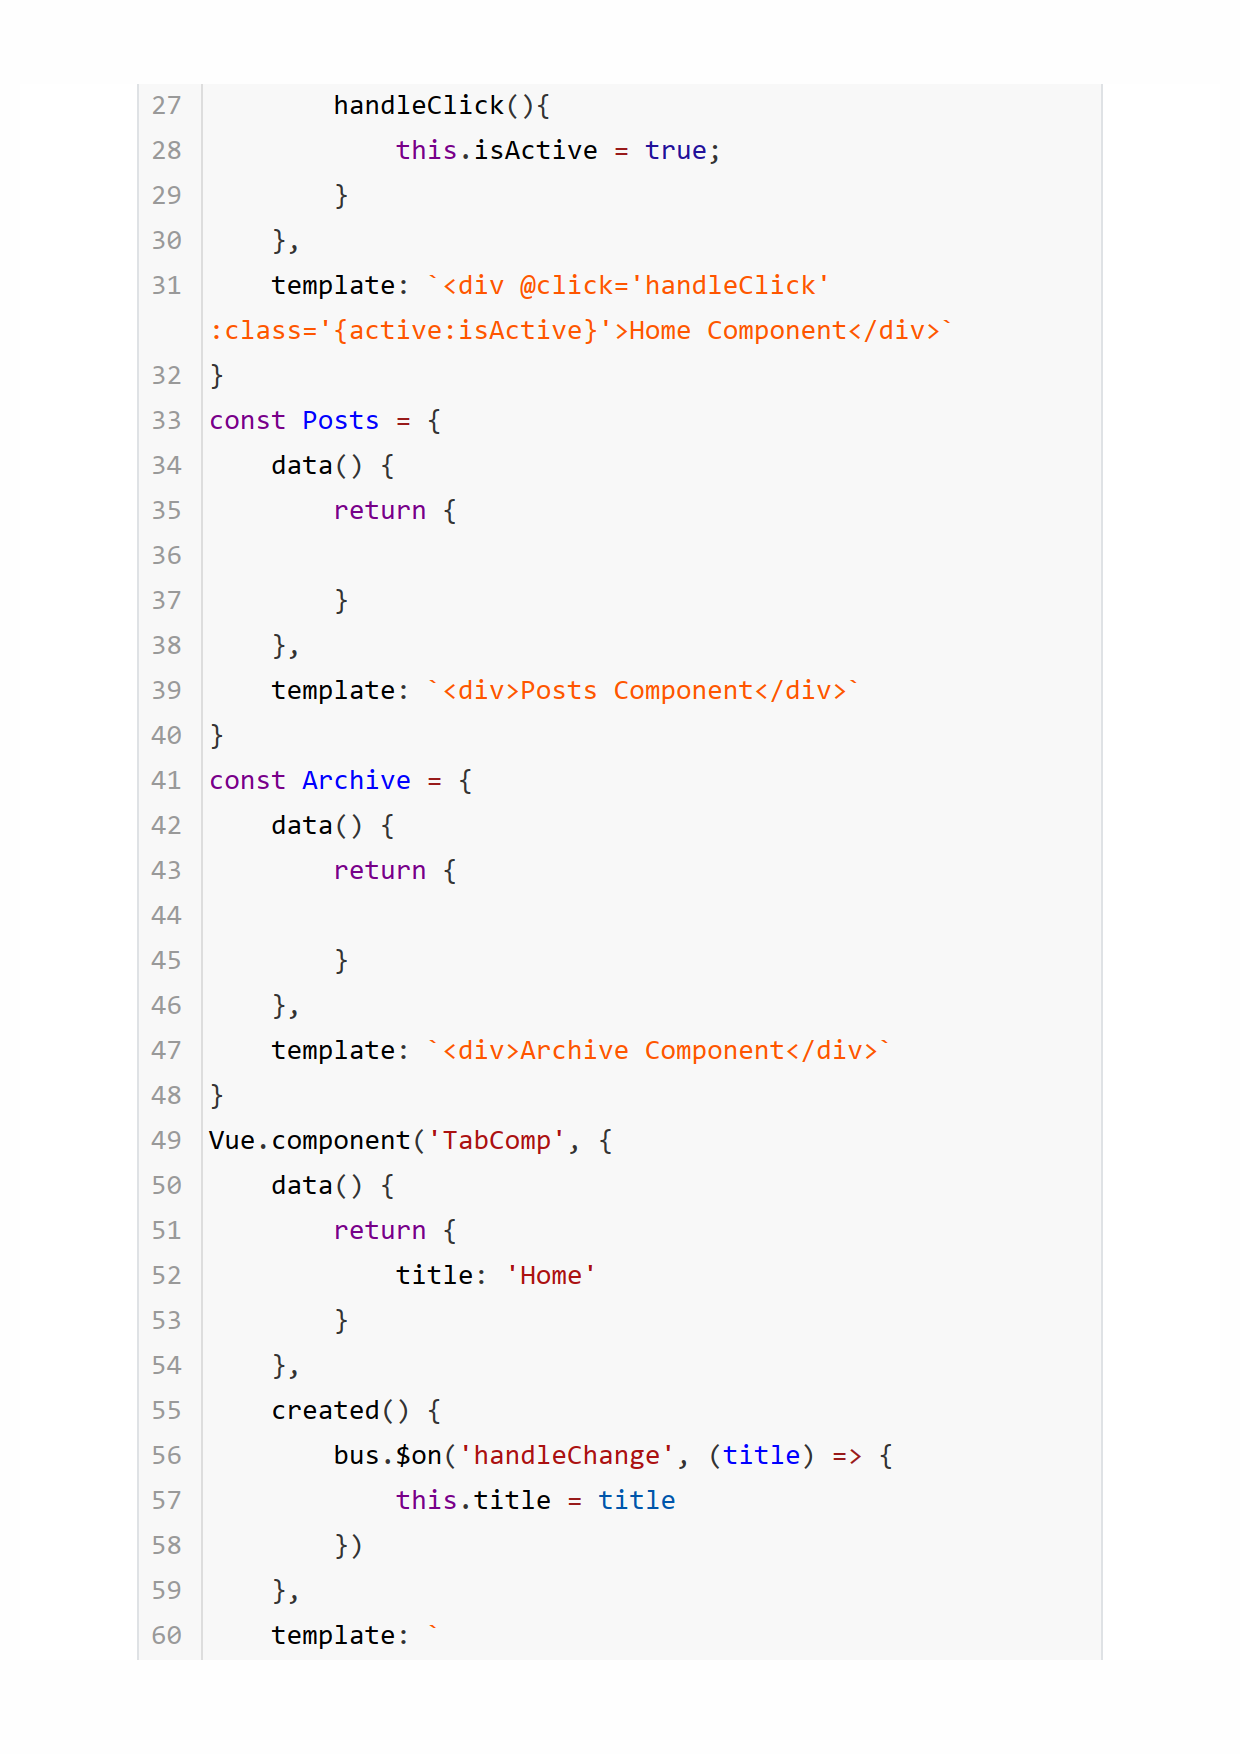 27         handleClick(){
28             this.isActive = true;
29         }
30     },
31     template: `<div @click='handleClick'
:class='{active:isActive}'>Home Component</div>`
32 }
33 const Posts = {
34     data() {
35         return {
36
37         }
38     },
39     template: `<div>Posts Component</div>`
40 }
41 const Archive = {
42     data() {
43         return {
44
45         }
46     },
47     template: `<div>Archive Component</div>`
48 }
49 Vue.component('TabComp', {
50     data() {
51         return {
52             title: 'Home'
53         }
54     },
55     created() {
56         bus.$on('handleChange', (title) => {
57             this.title = title
58         })
59     },
60     template: `